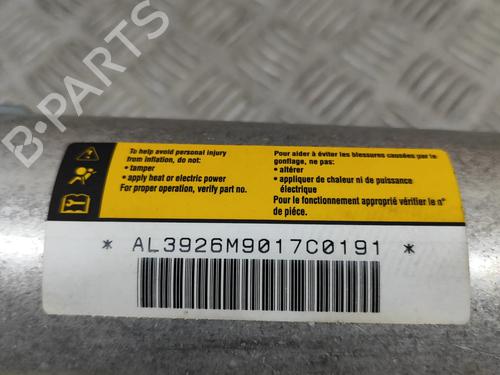 B-PARTS
To help avoid personal injury
from inflation, do not:
• tamper
• apply heat or electric power
For proper operation, verify part no.
Pour aider à éviter les blessures causées par le
gonflage, ne pas:
• altérer
• appliquer de chaleur ni de puissance
électrique
Pour le fonctionnement approprié vérifier le n°
de piéce.
* AL3926M9017C0191 *